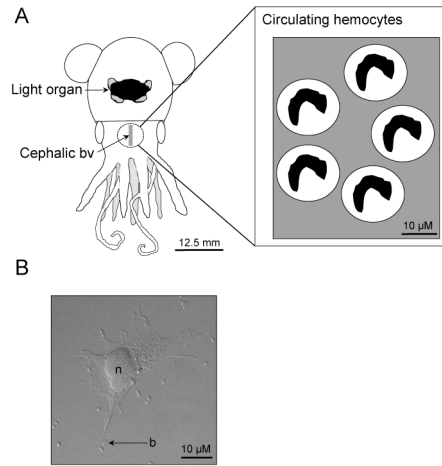 A
Circulating hemocytes
Light organ
Cephalic bv
12.5 mm
10 µM
B
n
b
10 µM